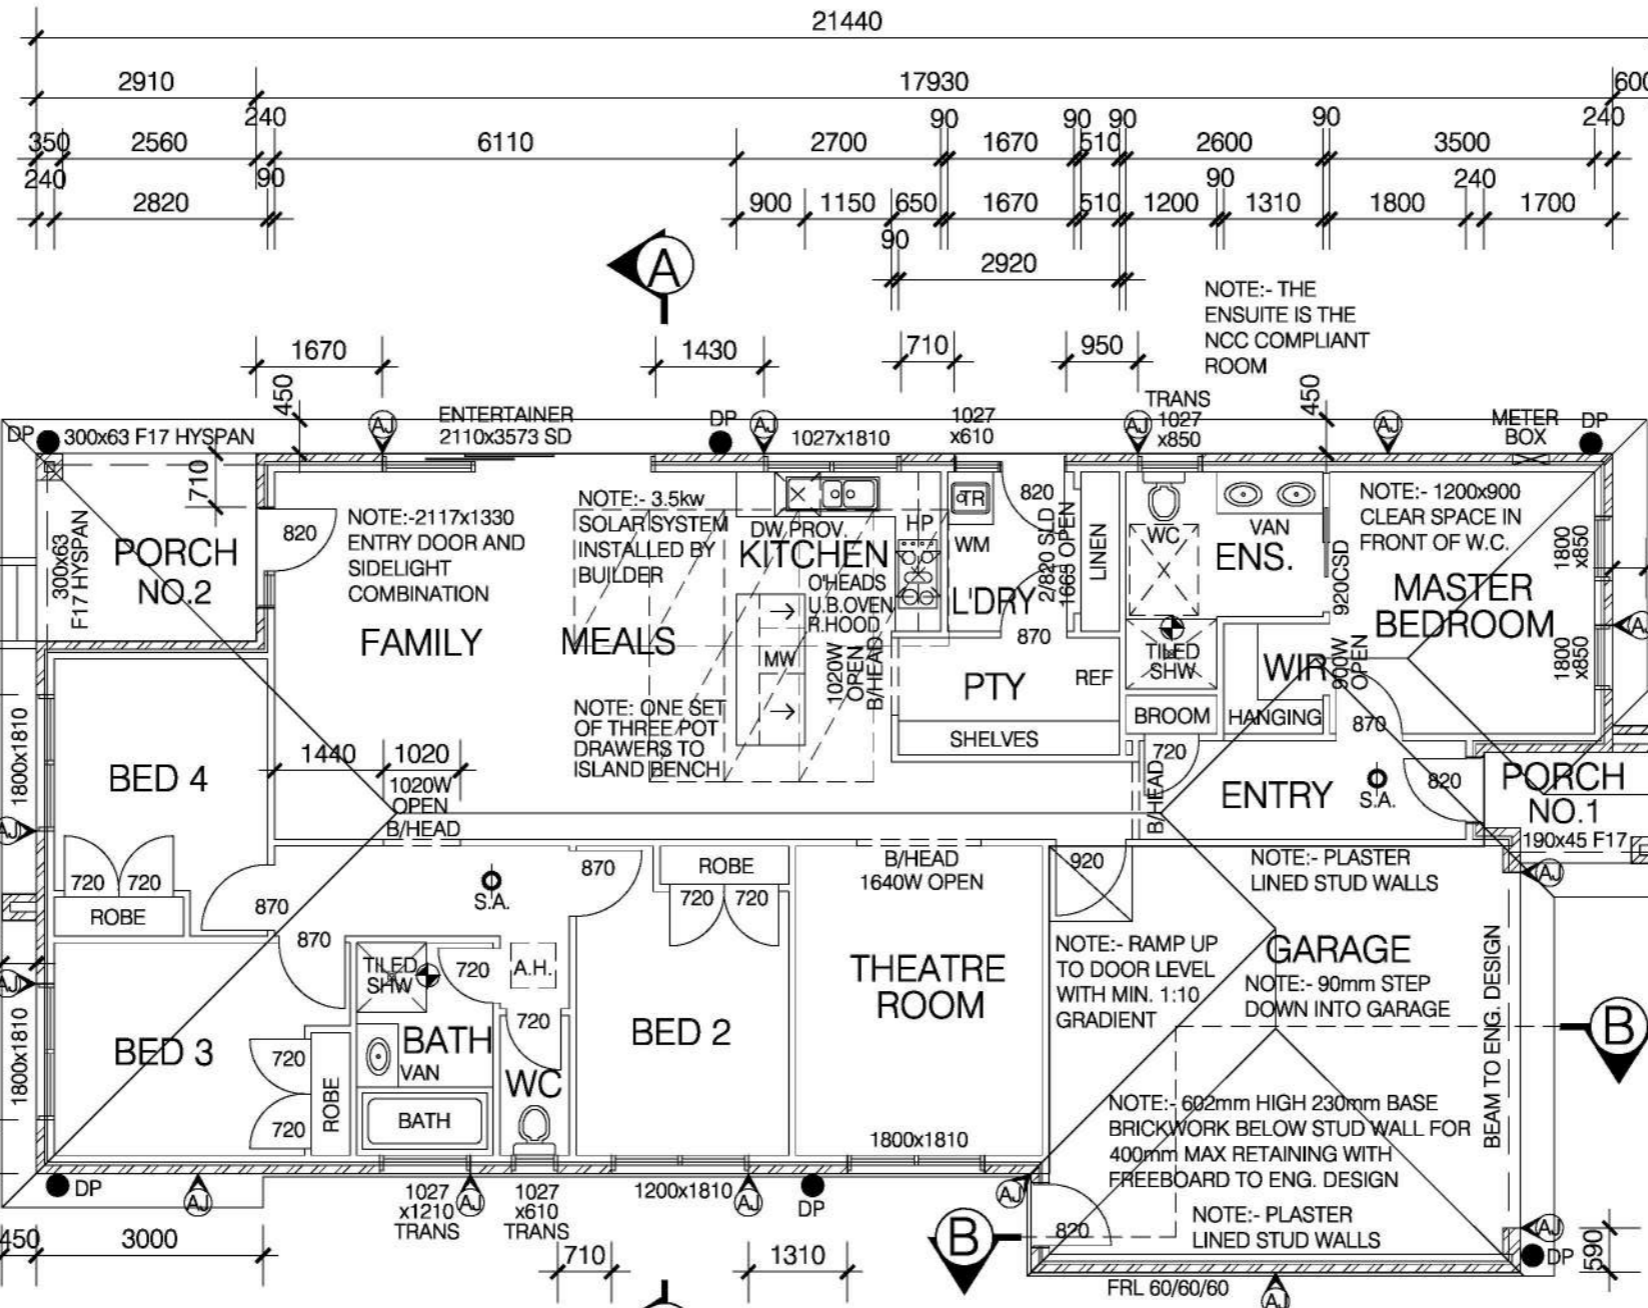 21440
2910 17930 600
240 90 90 90 90 240
350 2560 6110 2700 1670 510 2600 3500
240 90 90 240
2820 900 1150 650 1670 510 1200 1310 1800 1700
90
2920
A
NOTE:- THE
ENSUITE IS THE
NCC COMPLIANT
ROOM
1670 1430 710 950
450
450
DP
300x63 F17 HYSPAN
AJ
ENTERTAINER
2110x3573 SD
DP
AJ
1027x1810
1027
x610
TRANS
1027
x850
AJ
AJ
METER
BOX
DP
710
300x63
F17 HYSPAN
PORCH
NO.2
820
NOTE:-2117x1330
ENTRY DOOR AND
SIDELIGHT
COMBINATION
FAMILY
MEALS
NOTE:- 3.5kw
SOLAR SYSTEM
INSTALLED BY
BUILDER
DW PROV.
KITCHEN
O'HEADS
U.B.OVEN
R.HOOD
HP
MW
1020W
OPEN
B/HEAD
NOTE: ONE SET
OF THREE POT
DRAWERS TO
ISLAND BENCH
TR
WM
820
L'DRY
2/820 SLD
1665 OPEN
LINEN
870
PTY
REF
SHELVES
WC
VAN
ENS.
TILED
SHW
920CSD
WIR
900W
OPEN
BROOM
HANGING
NOTE:- 1200x900
CLEAR SPACE IN
FRONT OF W.C.
MASTER
BEDROOM
1800
x850
1800
x850
AJ
870
720
B/HEAD
ENTRY
S.A.
820
PORCH
NO.1
190x45 F17
AJ
1800x1810
AJ
BED 4
1440 1020
1020W
OPEN
B/HEAD
720 720
ROBE
870
870
S.A.
870
ROBE
720 720
B/HEAD
1640W OPEN
920
NOTE:- PLASTER
LINED STUD WALLS
AJ
1800x1810
BED 3
720
720
ROBE
TILED
SHW
720
A.H.
BATH
VAN
BATH
720
WC
BED 2
THEATRE
ROOM
1800x1810
NOTE:- RAMP UP
TO DOOR LEVEL
WITH MIN. 1:10
GRADIENT
GARAGE
NOTE:- 90mm STEP
DOWN INTO GARAGE
BEAM TO ENG. DESIGN
B
NOTE:- 602mm HIGH 230mm BASE
BRICKWORK BELOW STUD WALL FOR
400mm MAX RETAINING WITH
FREEBOARD TO ENG. DESIGN
NOTE:- PLASTER
LINED STUD WALLS
820
DP
AJ
1027
x1210
TRANS
AJ
1027
x610
TRANS
1200x1810
AJ
DP
AJ
B
AJ
DP
590
FRL 60/60/60
AJ
450 3000 710 1310